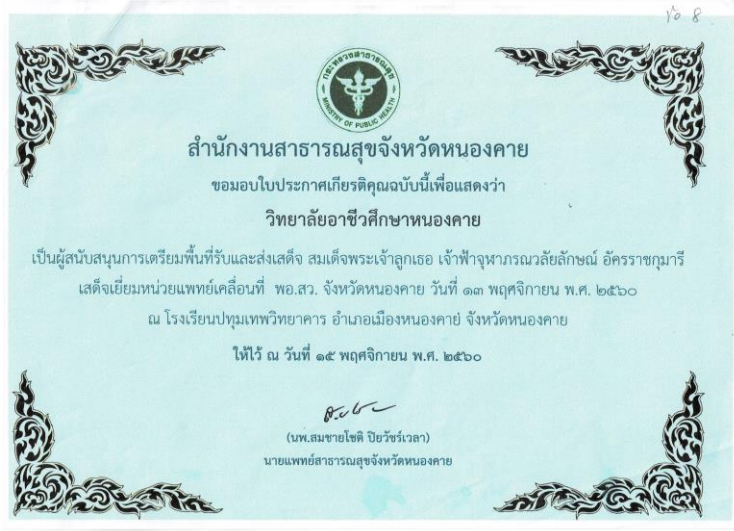 ข้อ 8
กระทรวงสาธารณสุข
MINISTRY OF PUBLIC HEALTH
สำนักงานสาธารณสุขจังหวัดหนองคาย
ขอมอบใบประกาศเกียรติคุณฉบับนี้เพื่อแสดงว่า
วิทยาลัยอาชีวศึกษาหนองคาย
เป็นผู้สนับสนุนการเตรียมพื้นที่รับและส่งเสด็จ สมเด็จพระเจ้าลูกเธอ เจ้าฟ้าจุฬาภรณวลัยลักษณ์ อัครราชกุมารี
เสด็จเยี่ยมหน่วยแพทย์เคลื่อนที่ พอ.สว. จังหวัดหนองคาย วันที่ ๑๓ พฤศจิกายน พ.ศ. ๒๕๖๐
ณ โรงเรียนปทุมเทพวิทยาคาร อำเภอเมืองหนองคาย จังหวัดหนองคาย
ให้ไว้ ณ วันที่ ๑๕ พฤศจิกายน พ.ศ. ๒๕๖๐
(นพ.สมชายโชติ ปิยวัชร์เวลา)
นายแพทย์สาธารณสุขจังหวัดหนองคาย